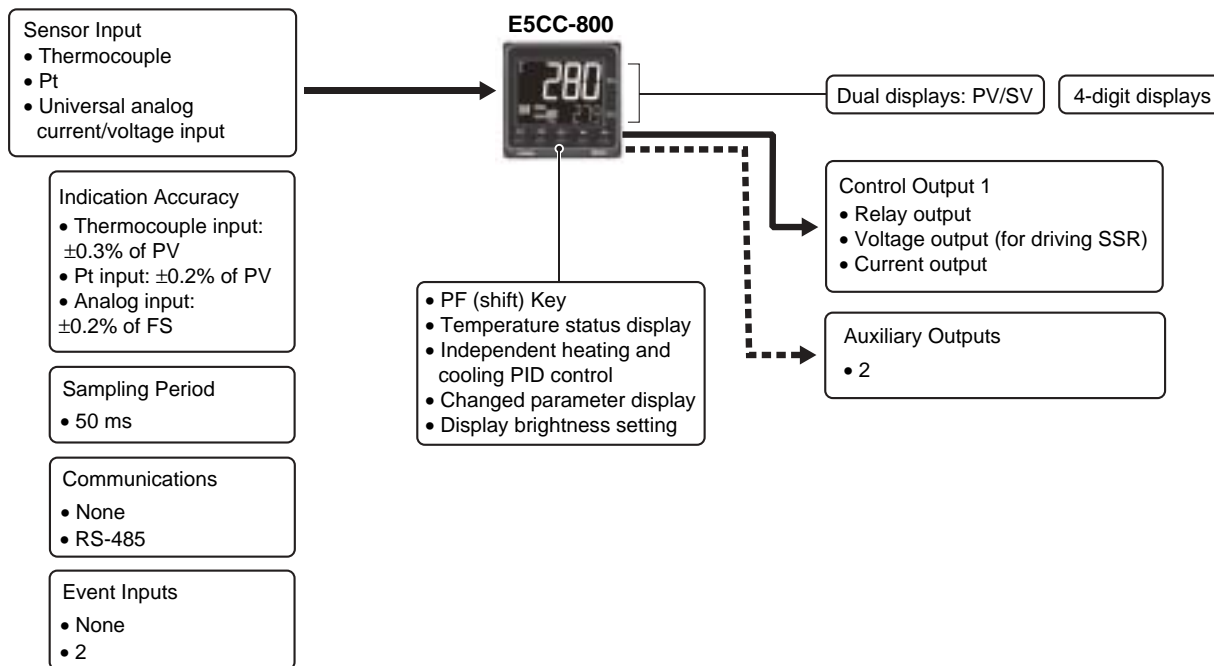 E5CC-800
Sensor Input
• Thermocouple
• Pt
• Universal analog
current/voltage input
280
Dual displays: PV/SV
4-digit displays
Indication Accuracy
• Thermocouple input:
±0.3% of PV
• Pt input: ±0.2% of PV
• Analog input:
±0.2% of FS
Control Output 1
• Relay output
• Voltage output (for driving SSR)
• Current output
• PF (shift) Key
• Temperature status display
• Independent heating and
cooling PID control
• Changed parameter display
• Display brightness setting
Auxiliary Outputs
• 2
Sampling Period
• 50 ms
Communications
• None
• RS-485
Event Inputs
• None
• 2